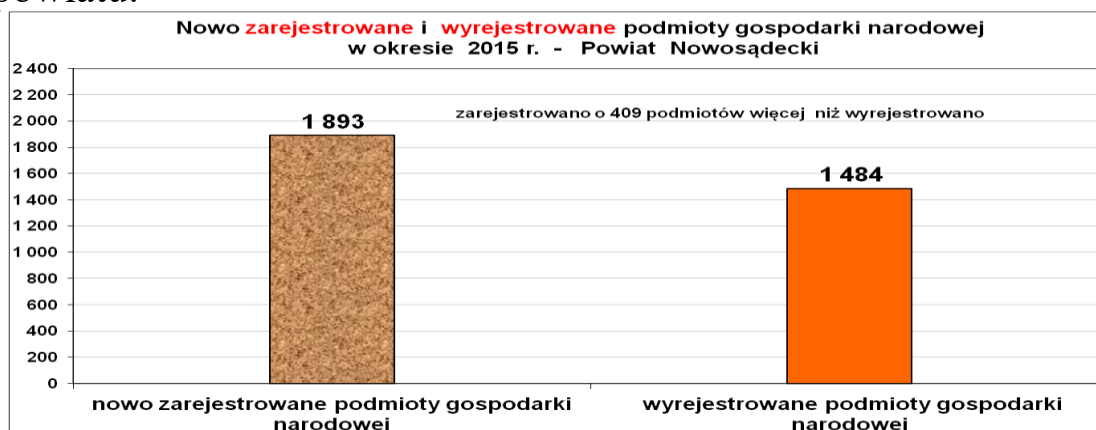 Nowo zarejestrowane i wyrejestrowane podmioty gospodarki narodowej
w okresie 2015 r. - Powiat Nowosądecki
2 400
2 200
2 000
1 800
1 600
1 400
1 200
1 000
800
600
400
200
0
zarejestrowano o 409 podmiotów więcej niż wyrejestrowano
1 893
1 484
nowo zarejestrowane podmioty gospodarki
narodowej
wyrejestrowane podmioty gospodarki
narodowej